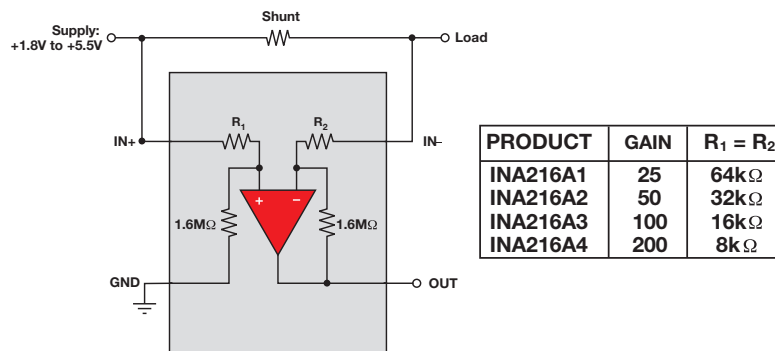 Shunt
Supply:
+1.8V to +5.5V
Load
R1
R2
IN+
IN–
+
–
1.6MΩ
1.6MΩ
GND
OUT
PRODUCT GAIN R1 = R2
INA216A1 25 64kΩ
INA216A2 50 32kΩ
INA216A3 100 16kΩ
INA216A4 200 8kΩ